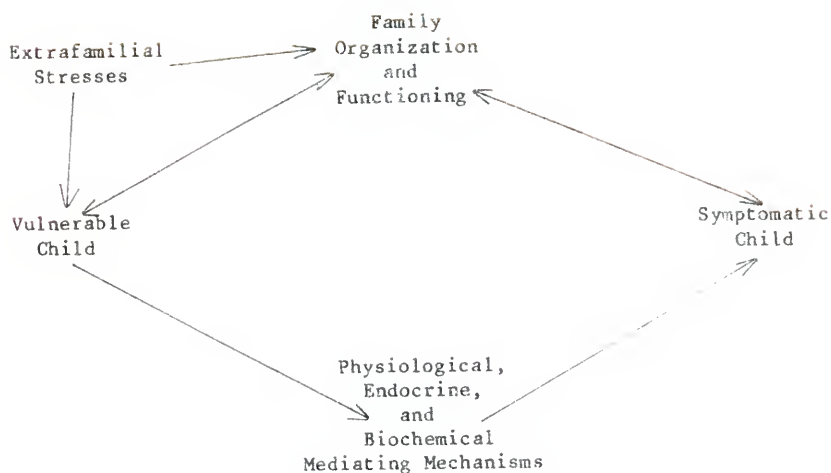 Extrafamilial
Stresses
Family
Organization
and
Functioning
Vulnerable
Child
Symptomatic
Child
Physiological,
Endocrine,
and
Biochemical
Mediating Mechanisms